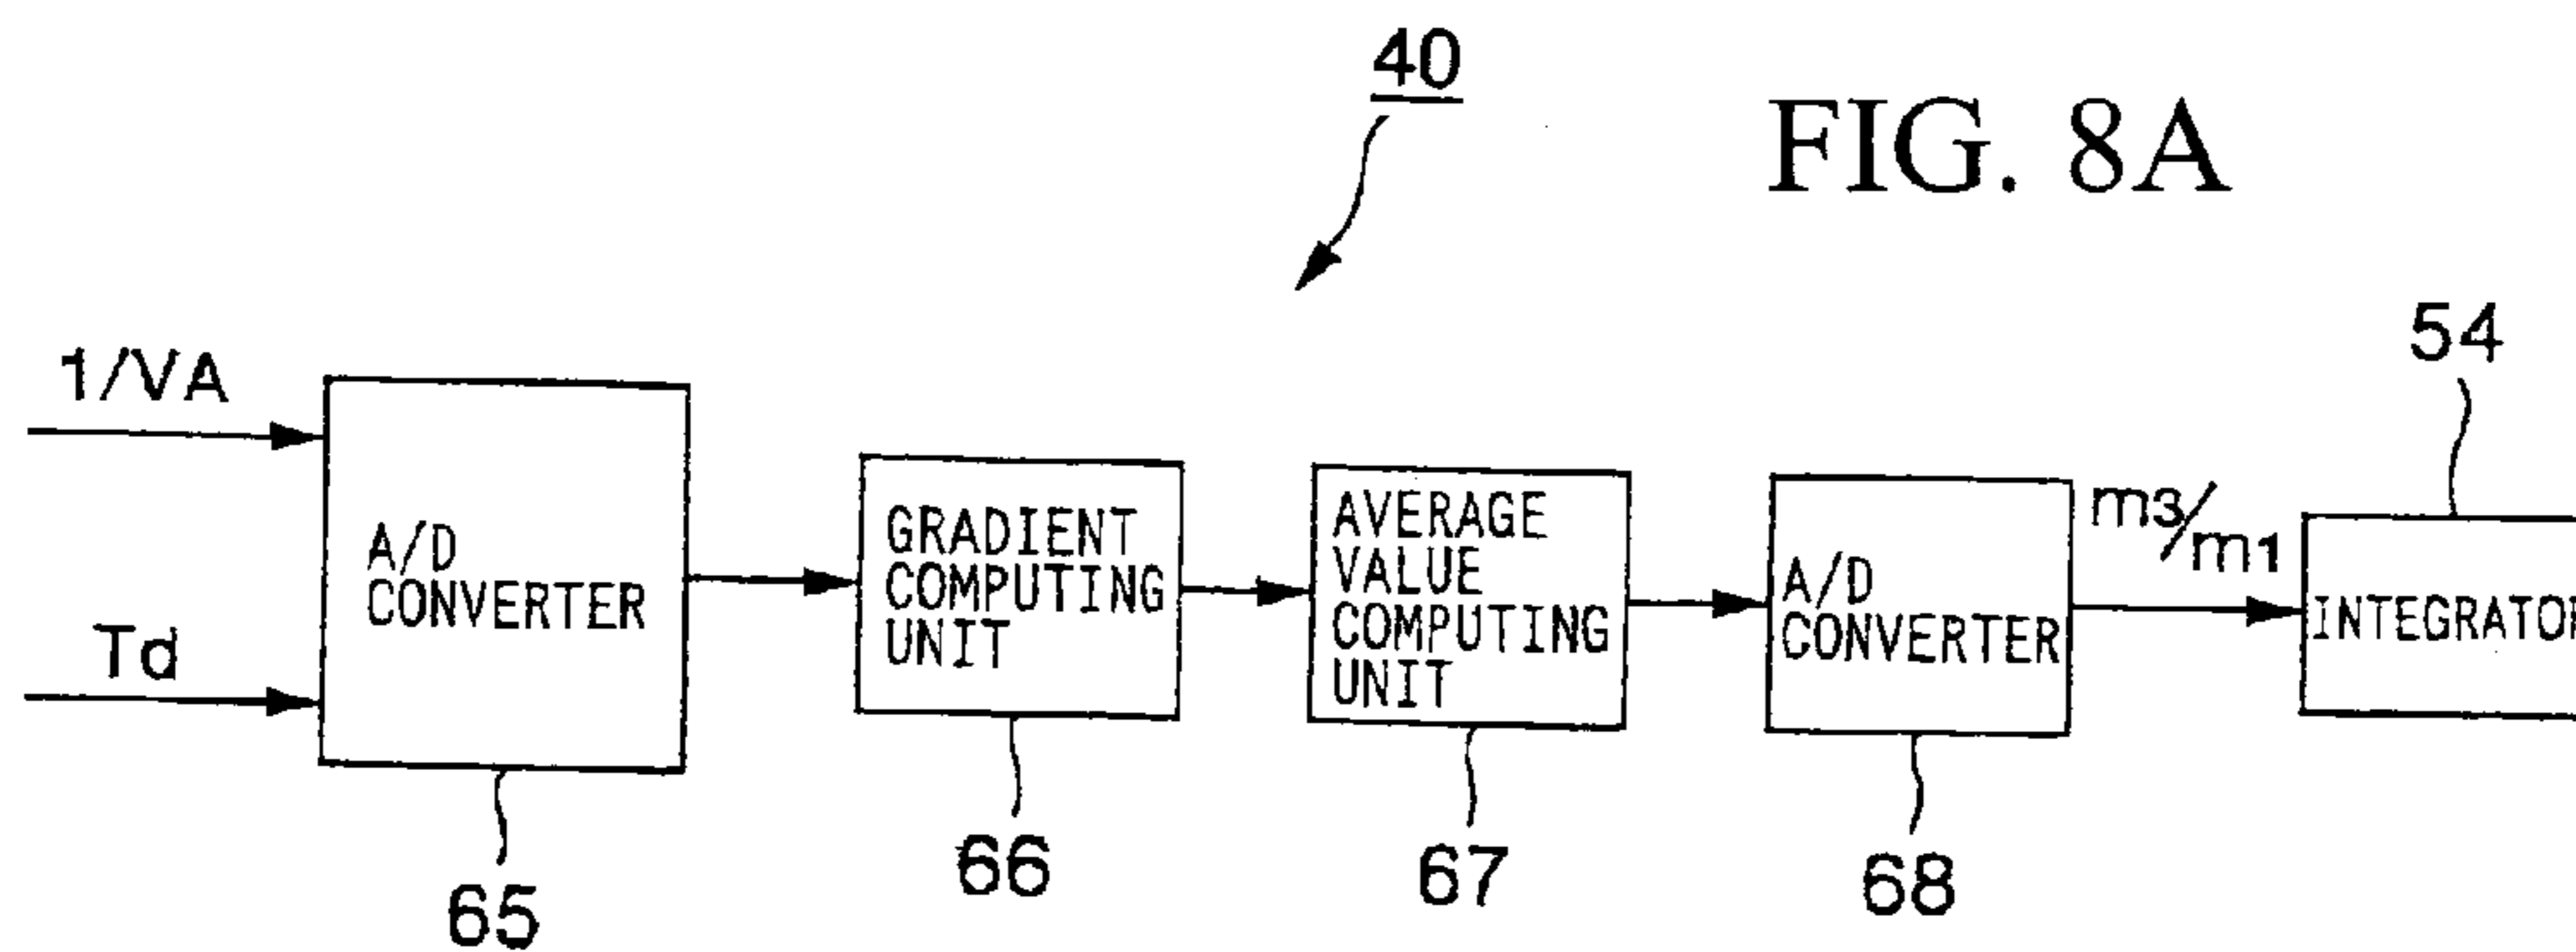 40
FIG. 8A
54
1/VA
Td
A/D
CONVERTER
GRADIENT
COMPUTING
UNIT
AVERAGE
VALUE
COMPUTING
UNIT
A/D
CONVERTER
m3/m1
INTEGRATOR
65
66
67
68